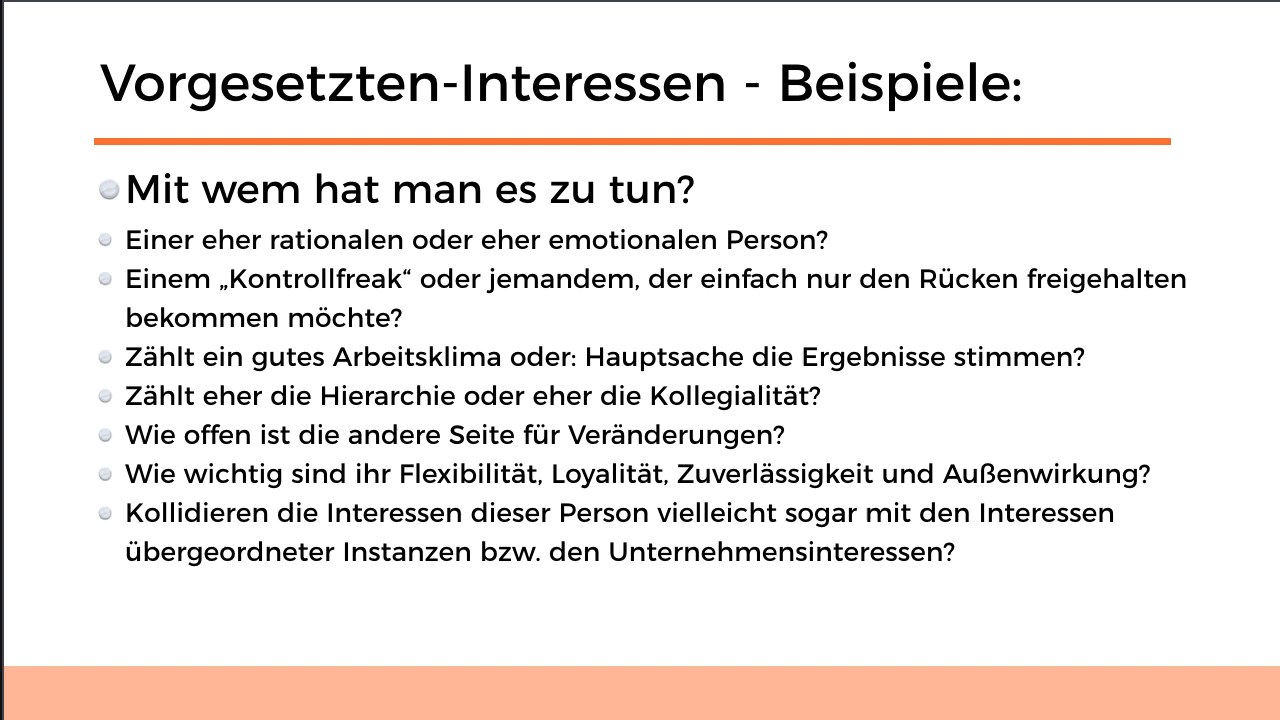 Vorgesetzten-Interessen - Beispiele:
Mit wem hat man es zu tun?
Einer eher rationalen oder eher emotionalen Person?
Einem „Kontrollfreak“ oder jemandem, der einfach nur den Rücken freigehalten
bekommen möchte?
Zählt ein gutes Arbeitsklima oder: Hauptsache die Ergebnisse stimmen?
Zählt eher die Hierarchie oder eher die Kollegialität?
Wie offen ist die andere Seite für Veränderungen?
Wie wichtig sind ihr Flexibilität, Loyalität, Zuverlässigkeit und Außenwirkung?
Kollidieren die Interessen dieser Person vielleicht sogar mit den Interessen
übergeordneter Instanzen bzw. den Unternehmensinteressen?